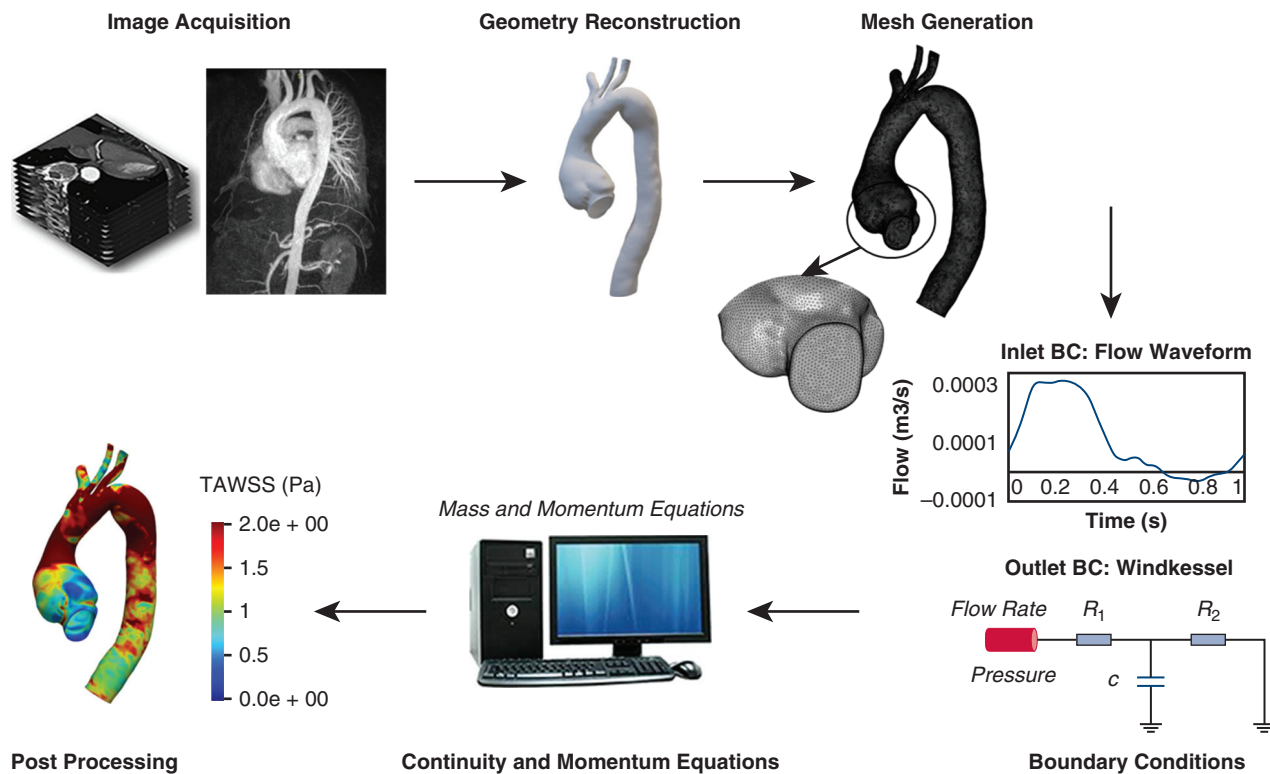 Image Acquisition
Geometry Reconstruction
Mesh Generation
Inlet BC: Flow Waveform
Flow (m3/s)
0.0003
0.0001
−0.0001
0 0.2 0.4 0.6 0.8 1
Time (s)
TAWSS (Pa)
2.0e + 00
1.5
1
0.5
0.0e + 00
Mass and Momentum Equations
Outlet BC: Windkessel
Flow Rate R1 R2
Pressure c
Post Processing
Continuity and Momentum Equations
Boundary Conditions